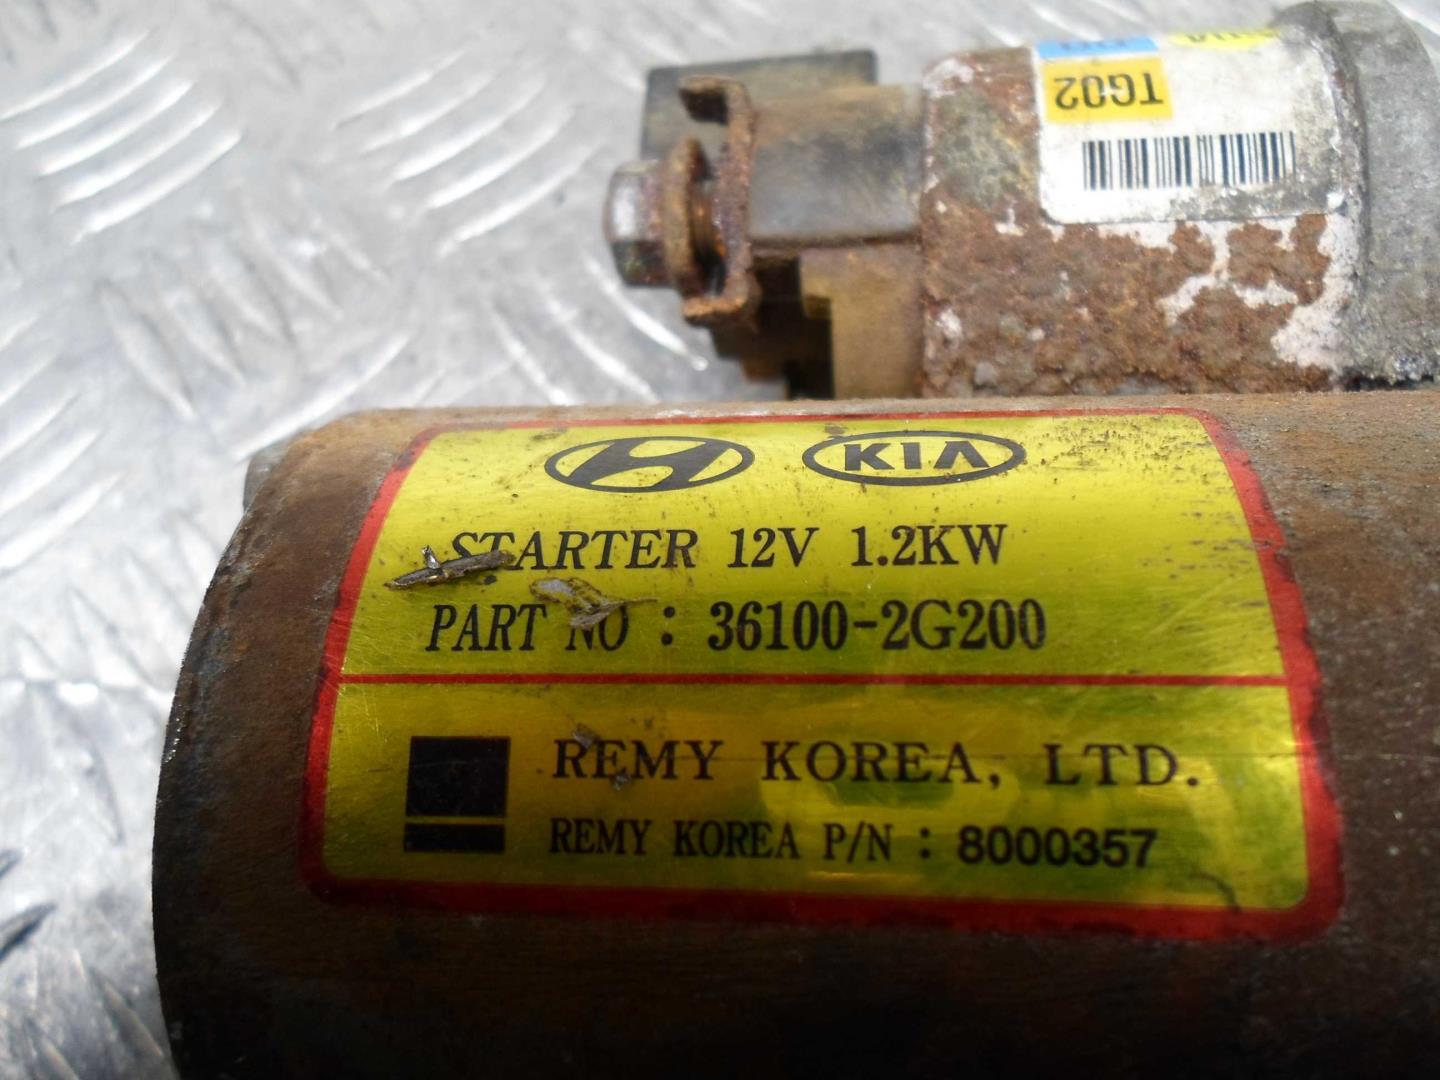 TG02
KIA
STARTER 12V 1.2KW
PART NO : 36100-2G200
REMY KOREA, LTD.
REMY KOREA P/N : 8000357